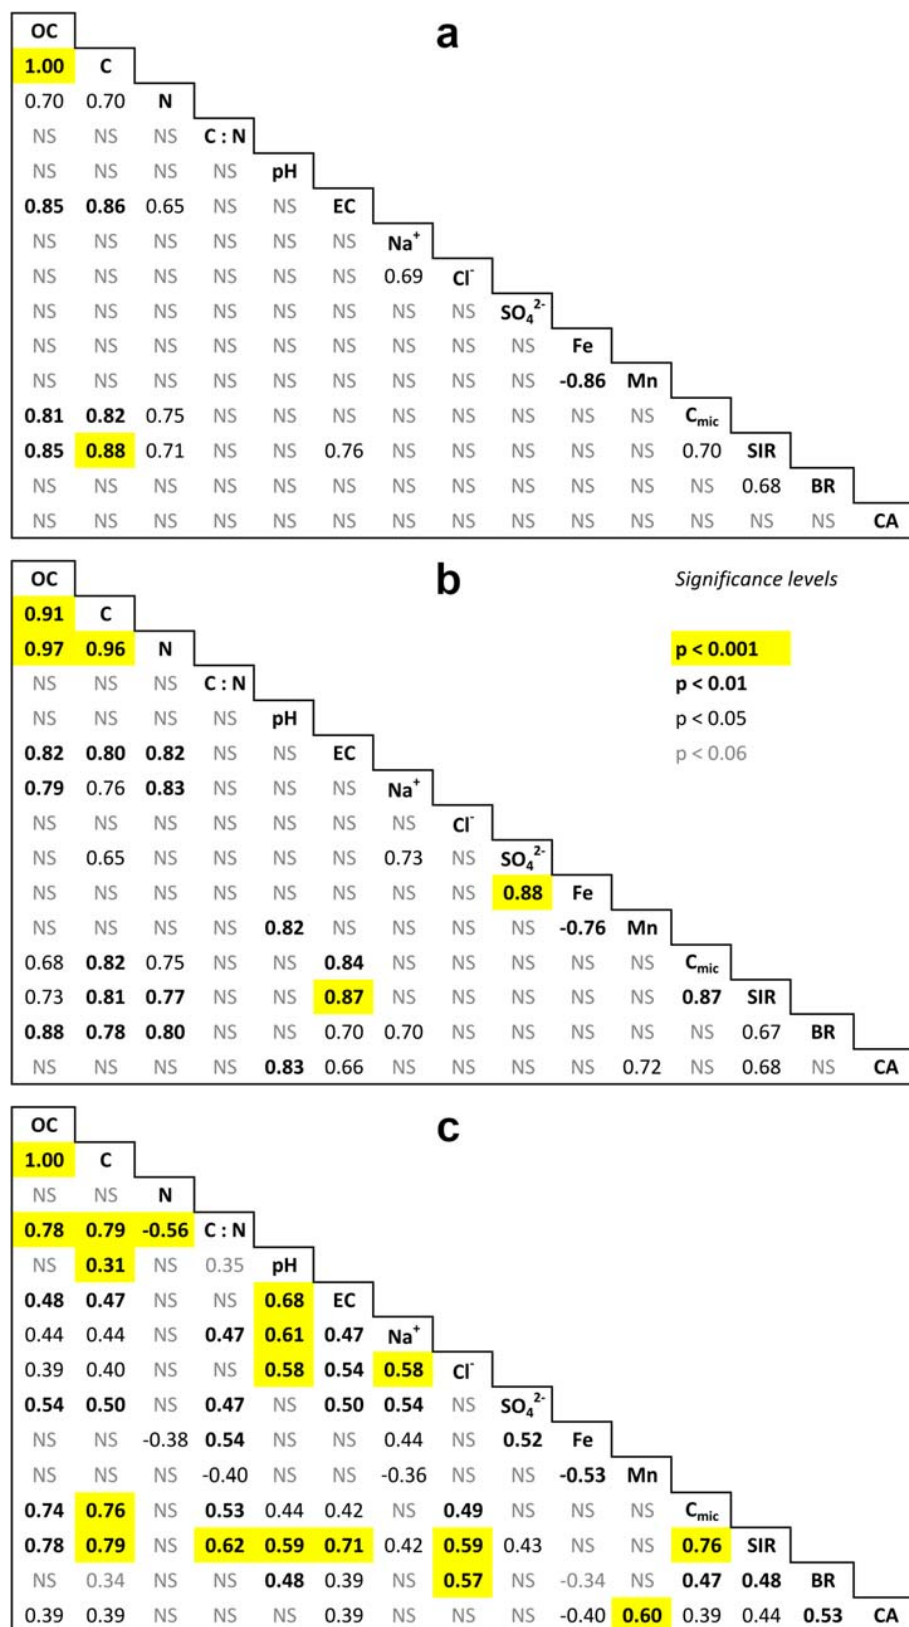 OC a
1.00 C
0.70 0.70 N
NS NS NS C : N
NS NS NS NS pH
0.85 0.86 0.65 NS NS EC
NS NS NS NS NS NS Na⁺
NS NS NS NS NS NS 0.69 Cl⁻
NS NS NS NS NS NS NS NS SO₄²⁻
NS NS NS NS NS NS NS NS NS Fe
NS NS NS NS NS NS NS NS NS -0.86 Mn
0.81 0.82 0.75 NS NS NS NS NS NS NS NS Cmic
0.85 0.88 0.71 NS NS 0.76 NS NS NS NS NS 0.70 SIR
NS NS NS NS NS NS NS NS NS NS NS NS 0.68 BR
NS NS NS NS NS NS NS NS NS NS NS NS NS NS CA
OC b Significance levels
0.91 C
0.97 0.96 N p < 0.001
NS NS NS C : N p < 0.01
NS NS NS NS pH p < 0.05
0.82 0.80 0.82 NS NS EC p < 0.06
0.79 0.76 0.83 NS NS NS Na⁺
NS NS NS NS NS NS NS Cl⁻
NS 0.65 NS NS NS NS 0.73 NS SO₄²⁻
NS NS NS NS NS NS NS NS 0.88 Fe
NS NS NS NS 0.82 NS NS NS NS -0.76 Mn
0.68 0.82 0.75 NS NS 0.84 NS NS NS NS NS Cmic
0.73 0.81 0.77 NS NS 0.87 NS NS NS NS NS 0.87 SIR
0.88 0.78 0.80 NS NS 0.70 0.70 NS NS NS NS NS 0.67 BR
NS NS NS NS 0.83 0.66 NS NS NS NS 0.72 NS 0.68 NS CA
OC c
1.00 C
NS NS N
0.78 0.79 -0.56 C : N
NS 0.31 NS 0.35 pH
0.48 0.47 NS NS 0.68 EC
0.44 0.44 NS 0.47 0.61 0.47 Na⁺
0.39 0.40 NS NS 0.58 0.54 0.58 Cl⁻
0.54 0.50 NS 0.47 NS 0.50 0.54 NS SO₄²⁻
NS NS -0.38 0.54 NS NS 0.44 NS 0.52 Fe
NS NS NS -0.40 NS NS -0.36 NS NS -0.53 Mn
0.74 0.76 NS 0.53 0.44 0.42 NS 0.49 NS NS NS Cmic
0.78 0.79 NS 0.62 0.59 0.71 0.42 0.59 0.43 NS NS 0.76 SIR
NS 0.34 NS NS 0.48 0.39 NS 0.57 NS -0.34 NS 0.47 0.48 BR
0.39 0.39 NS NS NS 0.39 NS NS NS -0.40 0.60 0.39 0.44 0.53 CA